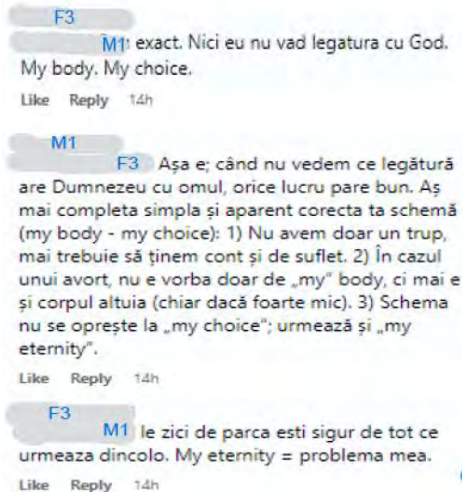 F3
M1: exact. Nici eu nu vad legatura cu God.
My body. My choice.
Like Reply 14h
M1
F3 Așa e; când nu vedem ce legătură
are Dumnezeu cu omul, orice lucru pare bun. Aș
mai completa simpla și aparent corecta ta schemă
(my body - my choice): 1) Nu avem doar un trup,
mai trebuie să ținem cont și de suflet. 2) În cazul
unui avort, nu e vorba doar de „my” body, ci mai e
și corpul altuia (chiar dacă foarte mic). 3) Schema
nu se oprește la „my choice”; urmează și „my
eternity”.
Like Reply 14h
F3
M1 le zici de parca esti sigur de tot ce
urmeaza dincolo. My eternity = problema mea.
Like Reply 14h